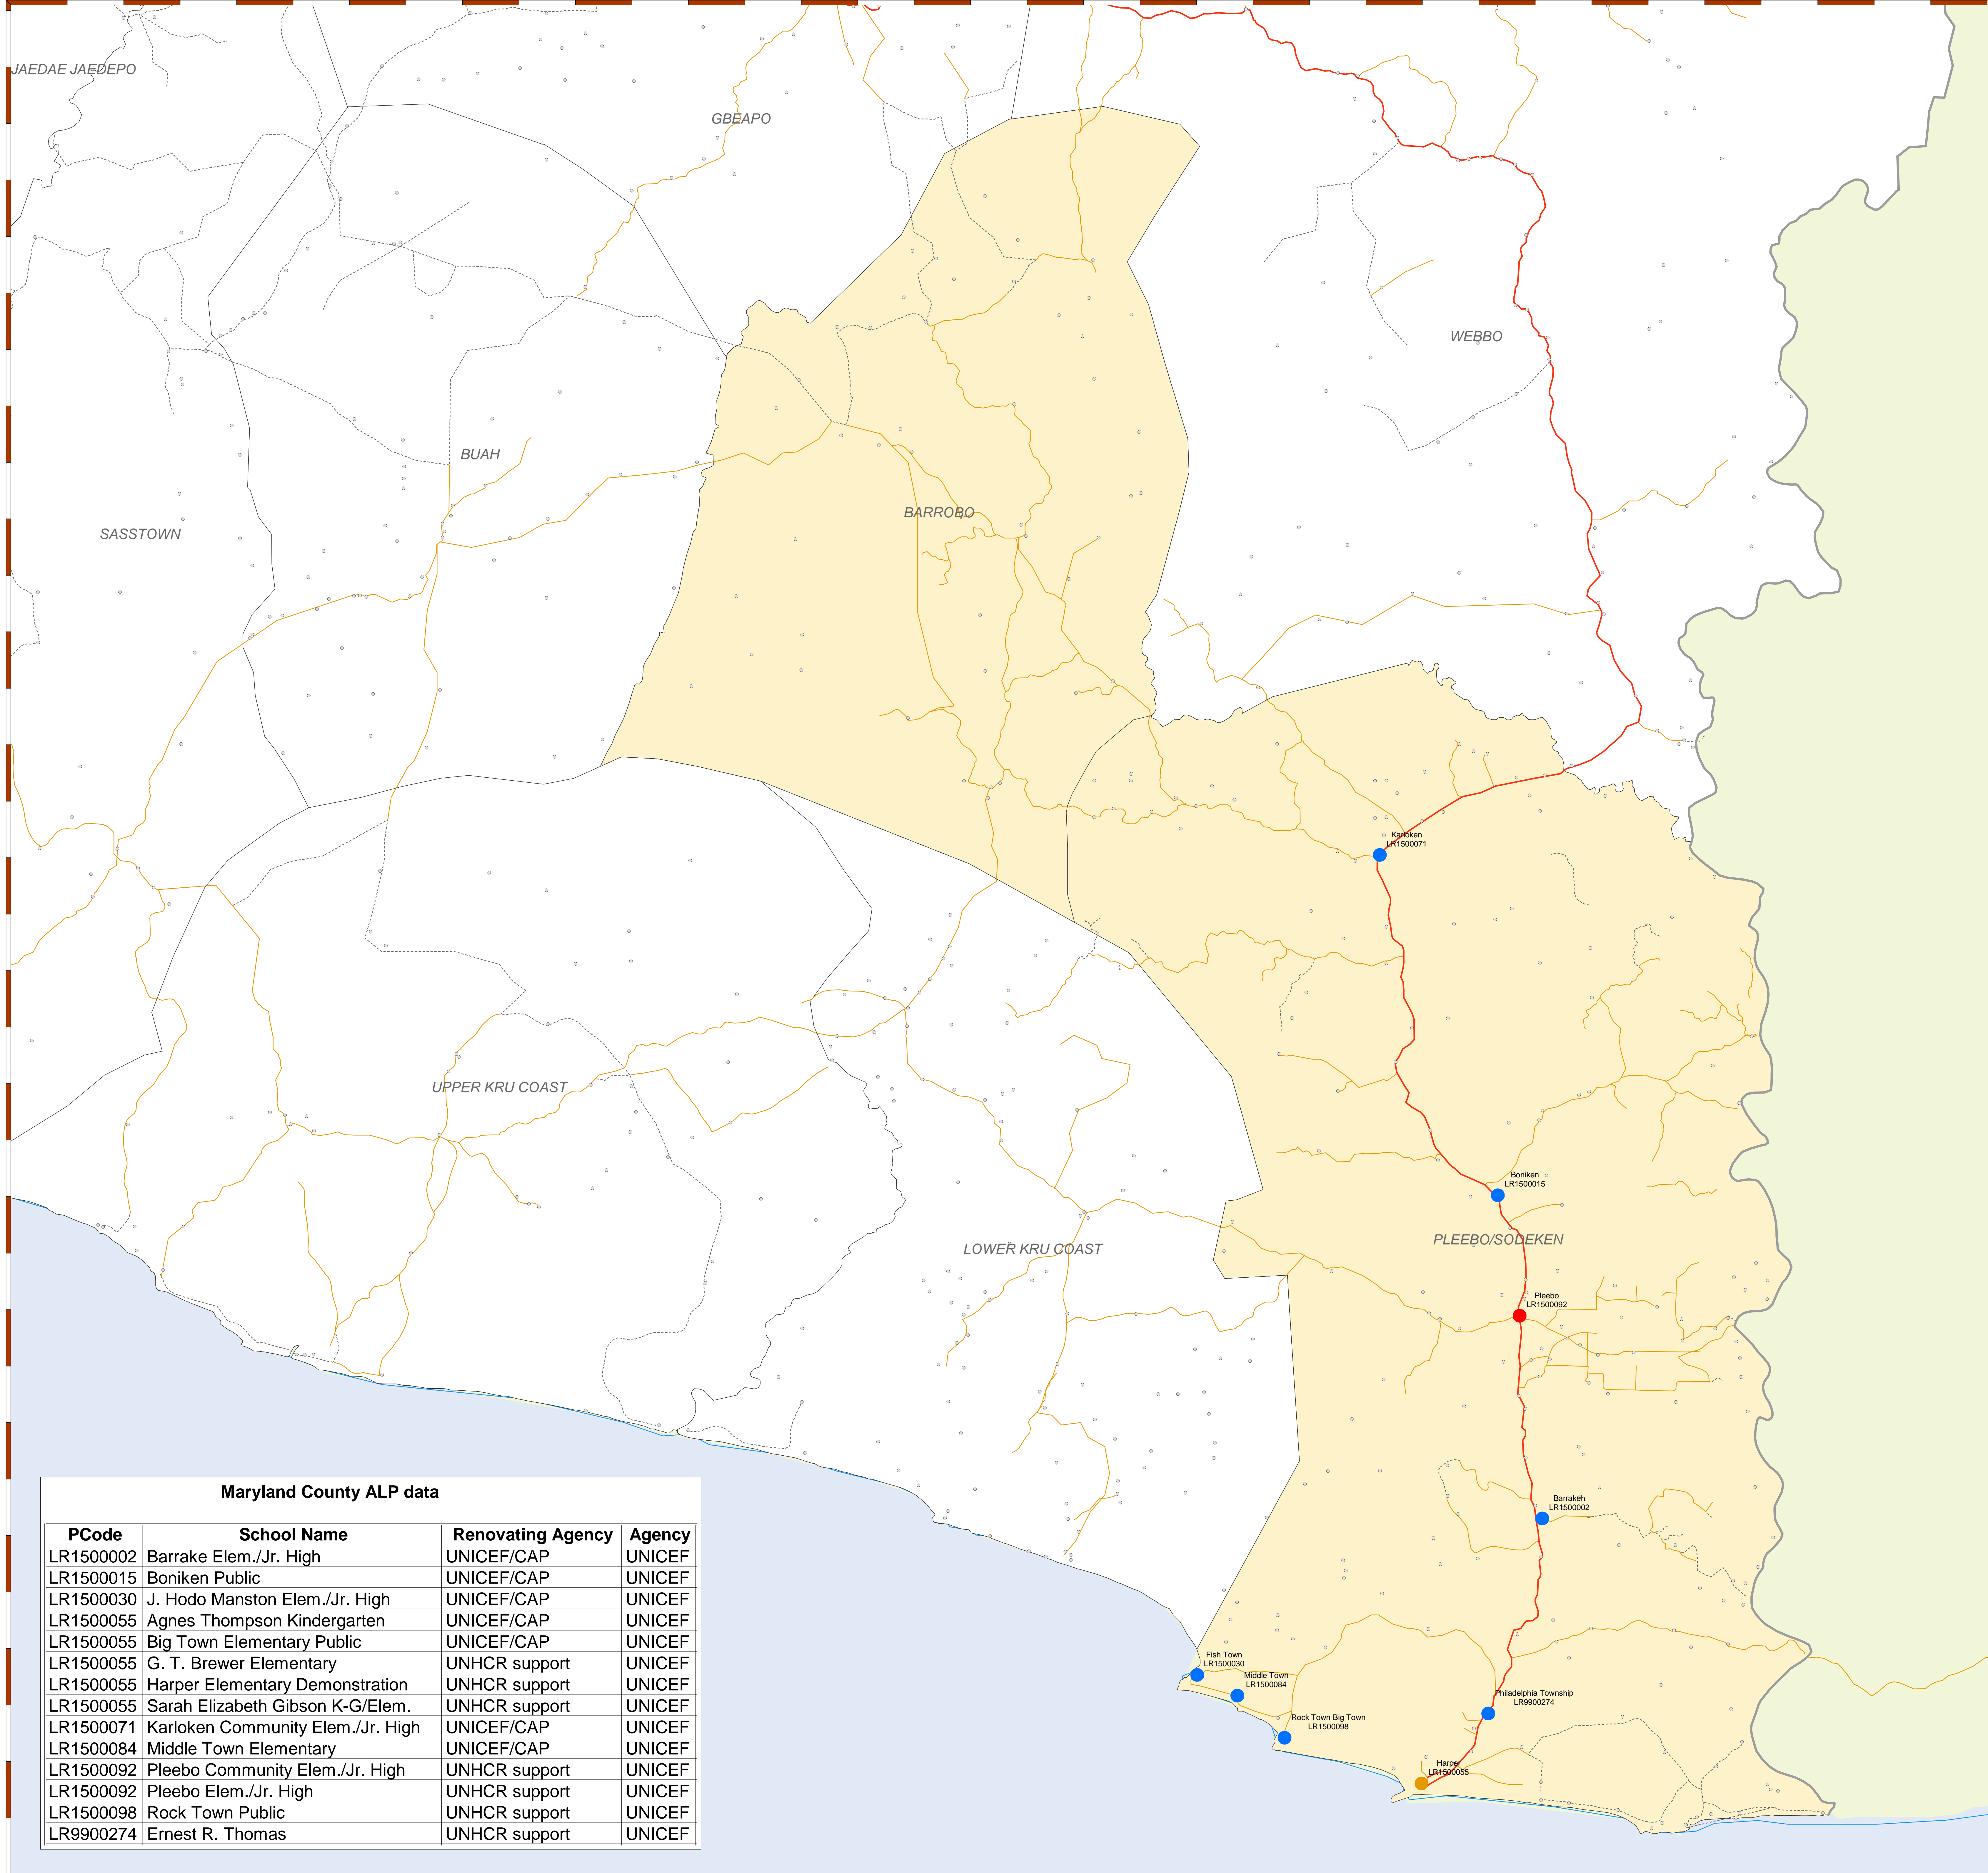 JAEDAE JAEDEPO
GBEAPO
WEBBO
BUAH
BARROBO
SASSTOWN
Karloken
LR1500071
UPPER KRU COAST
Boniken
LR1500015
LOWER KRU COAST
PLEEBO/SODEKEN
Pleebo
LR1500092
Barrakeh
LR1500002
Fish Town
LR1500030
Middle Town
LR1500084
Philadelphia Township
LR9900274
Rock Town Big Town
LR1500098
Harper
LR1500055
Maryland County ALP data
PCode School Name Renovating Agency Agency
LR1500002 Barrake Elem./Jr. High UNICEF/CAP UNICEF
LR1500015 Boniken Public UNICEF/CAP UNICEF
LR1500030 J. Hodo Manston Elem./Jr. High UNICEF/CAP UNICEF
LR1500055 Agnes Thompson Kindergarten UNICEF/CAP UNICEF
LR1500055 Big Town Elementary Public UNICEF/CAP UNICEF
LR1500055 G. T. Brewer Elementary UNHCR support UNICEF
LR1500055 Harper Elementary Demonstration UNHCR support UNICEF
LR1500055 Sarah Elizabeth Gibson K-G/Elem. UNHCR support UNICEF
LR1500071 Karloken Community Elem./Jr. High UNICEF/CAP UNICEF
LR1500084 Middle Town Elementary UNICEF/CAP UNICEF
LR1500092 Pleebo Community Elem./Jr. High UNHCR support UNICEF
LR1500092 Pleebo Elem./Jr. High UNHCR support UNICEF
LR1500098 Rock Town Public UNHCR support UNICEF
LR9900274 Ernest R. Thomas UNHCR support UNICEF